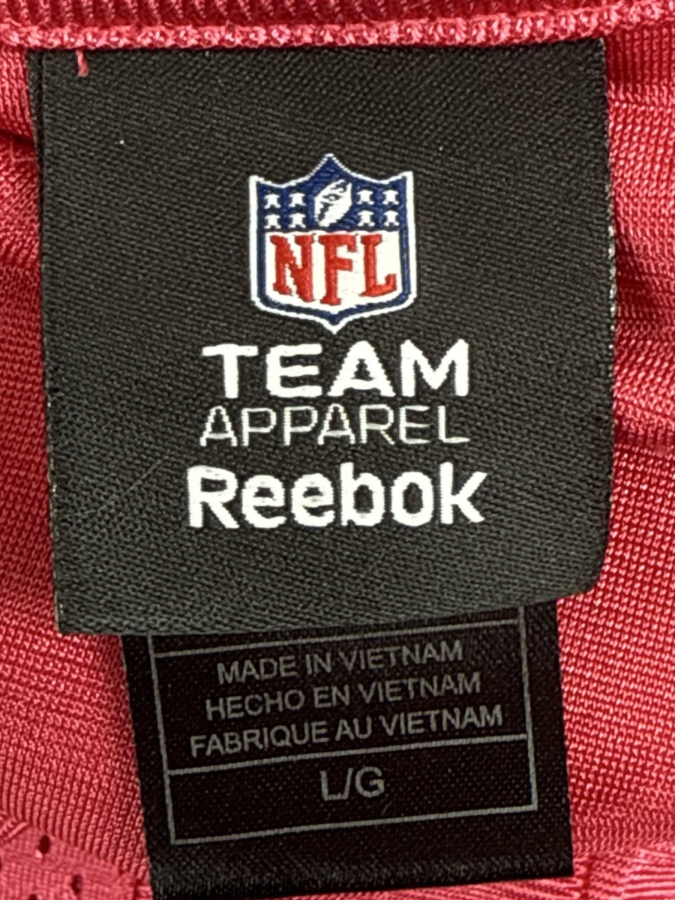 NFL
TEAM
APPAREL
Reebok
MADE IN VIETNAM
HECHO EN VIETNAM
FABRIQUE AU VIETNAM
L/G